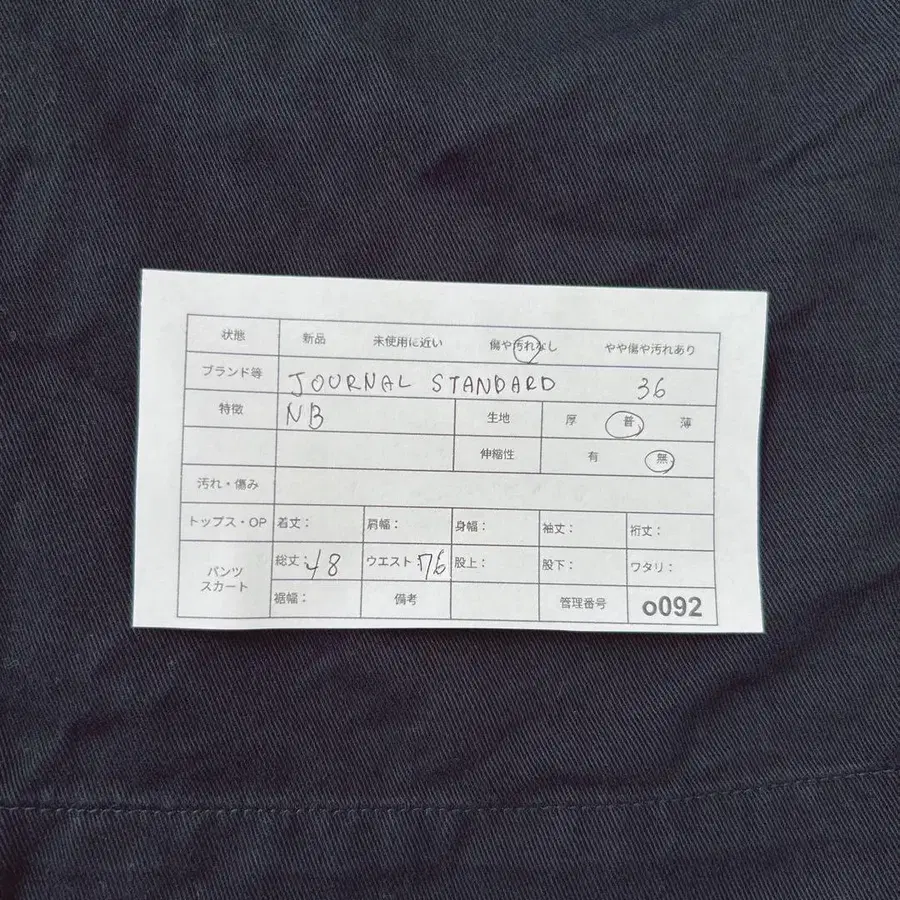 状態 新品 未使用に近い 傷や汚れなし やや傷や汚れあり
ブランド等 JOURNAL STANDARD 36
特徴 NB 生地 厚 普 薄
伸縮性 有 無
汚れ・傷み
トップス・OP 着丈： 肩幅： 身幅： 袖丈： 裄丈：
パンツ スカート 総丈：48 ウエスト：76 股上： 股下： ワタリ：
裾幅： 備考 管理番号 o092